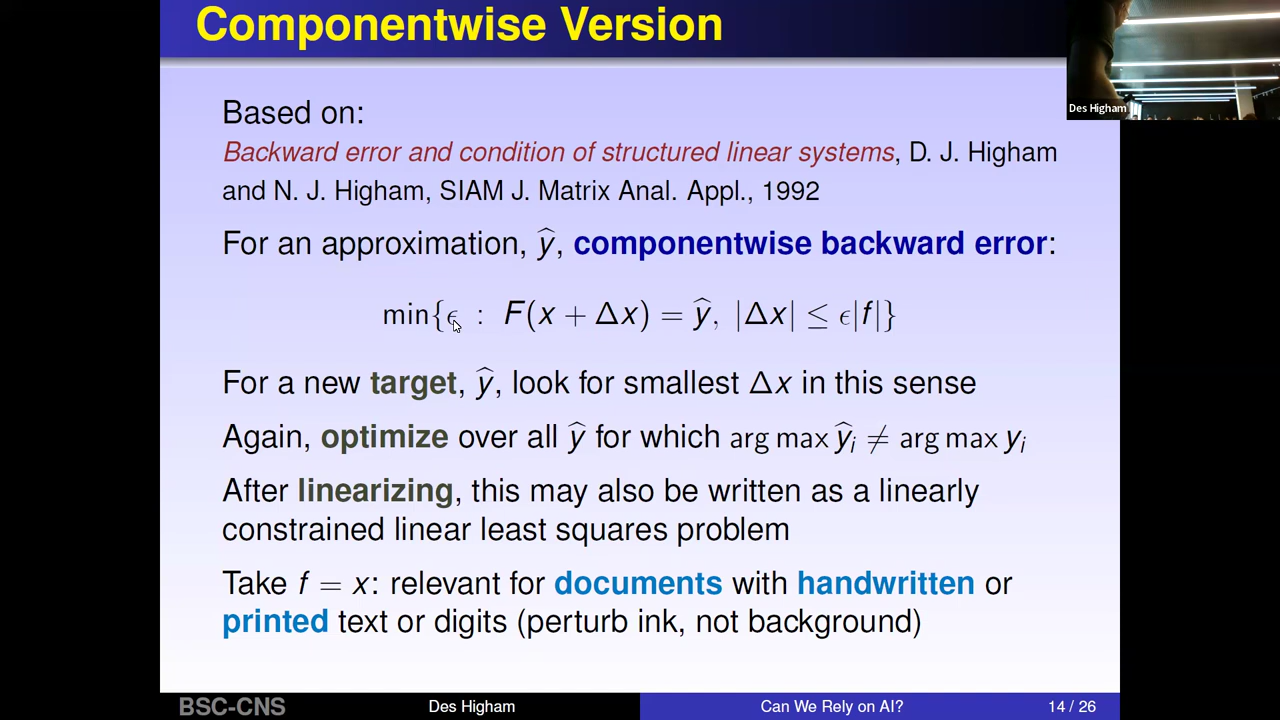 Componentwise Version
Des Higham
Based on:
Backward error and condition of structured linear systems, D. J. Higham
and N. J. Higham, SIAM J. Matrix Anal. Appl., 1992
For an approximation, ŷ, componentwise backward error:
min{ϵ : F(x + Δx) = ŷ, |Δx| ≤ ϵ|f|}
For a new target, ŷ, look for smallest Δx in this sense
Again, optimize over all ŷ for which arg max ŷᵢ ≠ arg max yᵢ
After linearizing, this may also be written as a linearly
constrained linear least squares problem
Take f = x: relevant for documents with handwritten or
printed text or digits (perturb ink, not background)
BSC-CNS Des Higham Can We Rely on AI? 14 / 26